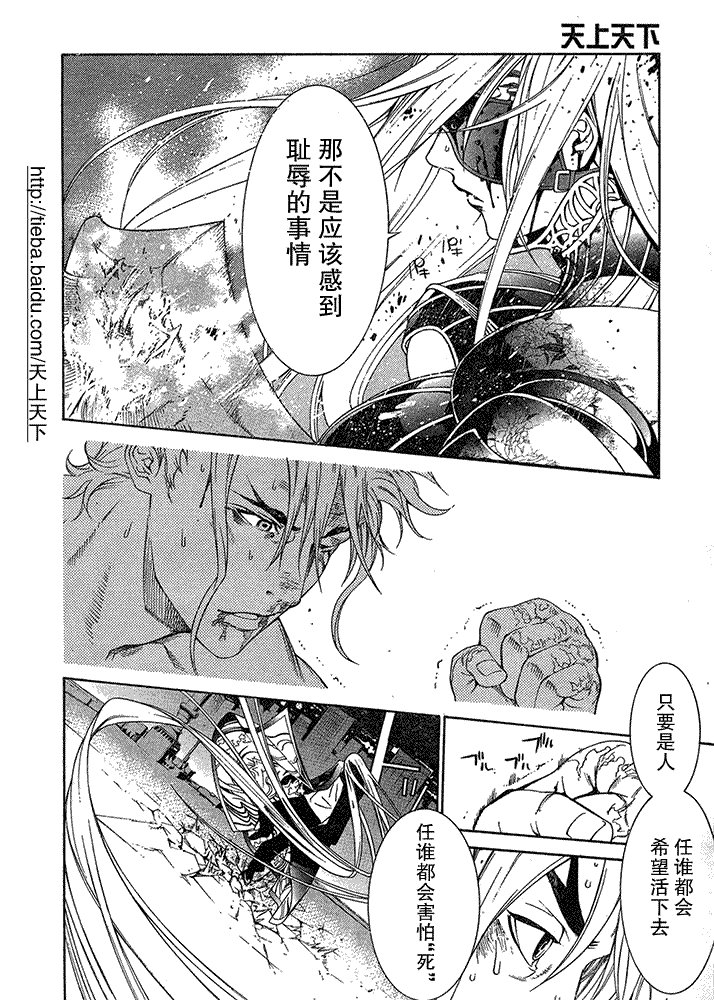 天上天下
那不是应该感到
耻辱的事情
http://tieba.baidu.com/天上天下
只要是人
任谁都会
希望活下去
任谁都会害怕“死”